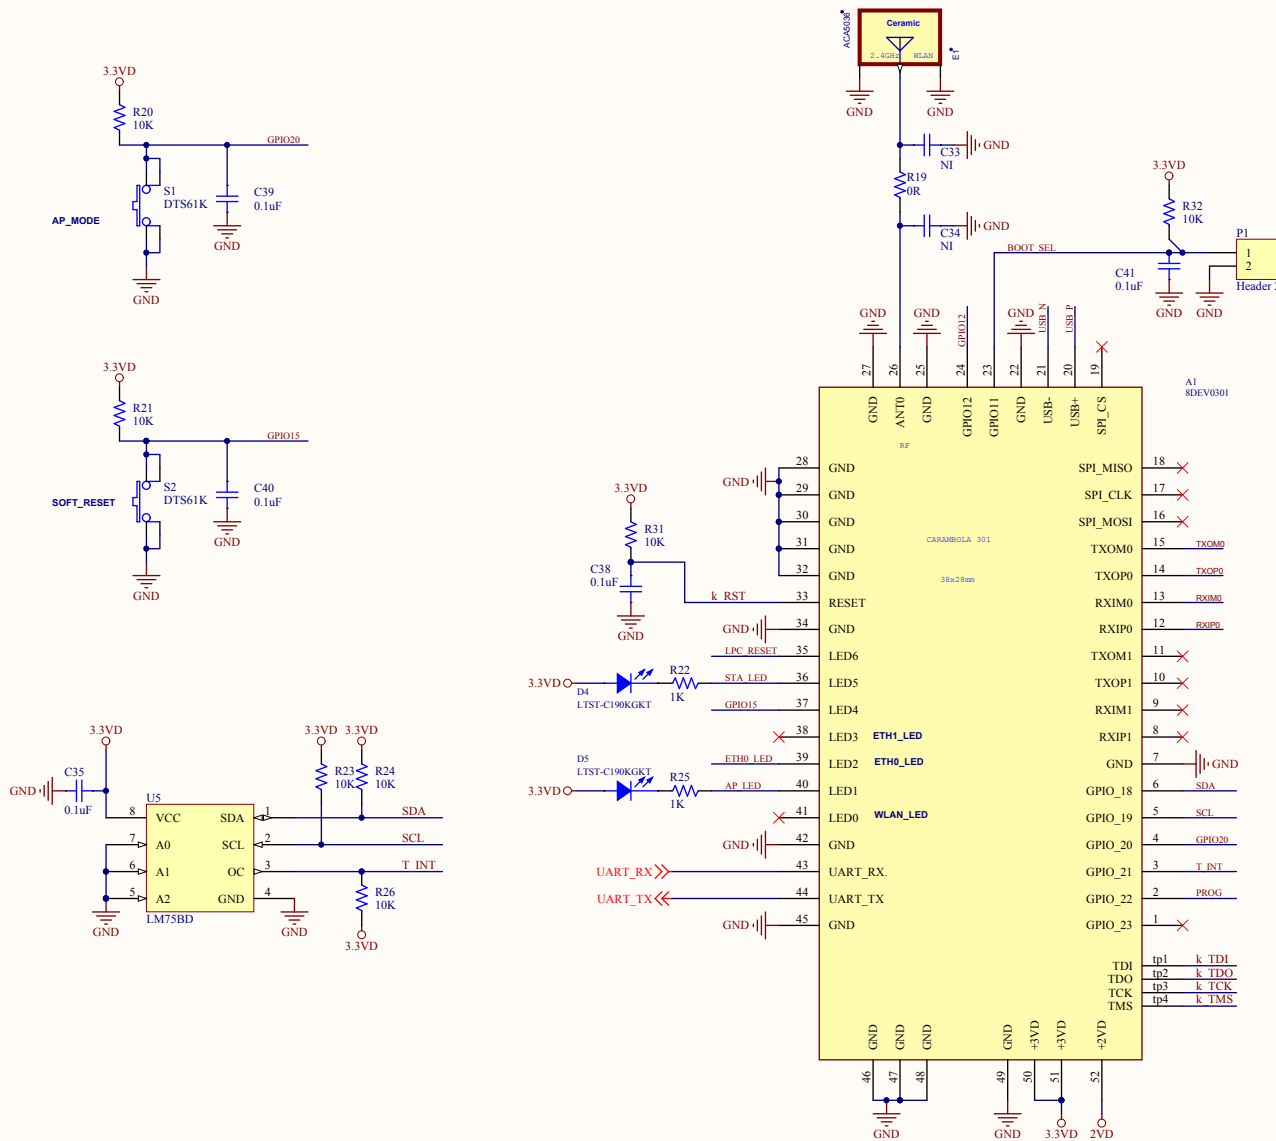 ACA5036
Ceramic
2.4GHz WLAN
E1
GND
GND
C33
NI
GND
R19
0R
C34
NI
GND
3.3VD
R20
10K
GPIO20
S1
DTS61K
C39
0.1uF
AP_MODE
GND
GND
3.3VD
R32
10K
P1
1
2
BOOT_SEL
C41
0.1uF
GND
GND
3.3VD
R21
10K
GPIO15
S2
DTS61K
C40
0.1uF
SOFT_RESET
GND
GND
GND
GND
GPIO12
GND
USB_N
USB_P
27
26
25
24
23
22
21
20
19
GND
ANT0
GND
GPIO12
GPIO11
GND
USB-
USB+
SPI_CS
A1
8DEV0301
RF
CARAMBOLA 301
38x28mm
GND
28 GND
29 GND
30 GND
31 GND
32 GND
3.3VD
R31
10K
C38
0.1uF
GND
k_RST 33 RESET
GND 34 GND
LPC_RESET 35 LED6
3.3VD
D4
LTST-C190KGKT
R22
1K
STA_LED 36 LED5
GPIO15 37 LED4
38 LED3 ETH1_LED
ETH0_LED 39 LED2 ETH0_LED
3.3VD
D5
LTST-C190KGKT
R25
1K
AP_LED 40 LED1
41 LED0 WLAN_LED
GND 42 GND
UART_RX 43 UART_RX.
UART_TX 44 UART_TX
GND 45 GND
SPI_MISO 18
SPI_CLK 17
SPI_MOSI 16
TXOM0 15 TXOM0
TXOP0 14 TXOP0
RXIM0 13 RXIM0
RXIP0 12 RXIP0
TXOM1 11
TXOP1 10
RXIM1 9
RXIP1 8
GND 7 GND
GPIO_18 6 SDA
GPIO_19 5 SCL
GPIO_20 4 GPIO20
GPIO_21 3 T_INT
GPIO_22 2 PROG
GPIO_23 1
TDI tp1 k_TDI
TDO tp2 k_TDO
TCK tp3 k_TCK
TMS tp4 k_TMS
GND
GND
GND
GND
+3VD
+3VD
+2VD
46
47
48
49
50
51
52
GND
GND
3.3VD
2VD
3.3VD
3.3VD
3.3VD
GND
C35
0.1uF
R23
10K
R24
10K
U5
8 VCC SDA 1 SDA
7 A0 SCL 2 SCL
6 A1 OC 3 T_INT
5 A2 GND 4
LM75BD
GND
GND
R26
10K
3.3VD